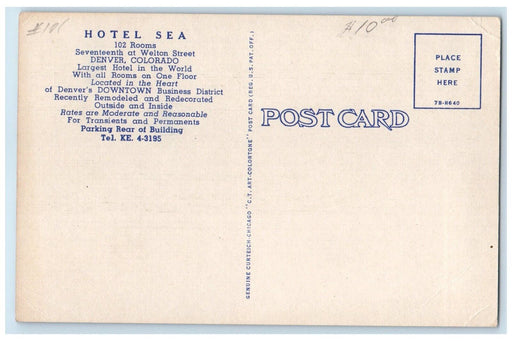 $10
$10.00
HOTEL SEA
102 Rooms
Seventeenth at Welton Street
DENVER, COLORADO
Largest Hotel in the World
With all Rooms on One Floor
Located in the Heart
of Denver's DOWNTOWN Business District
Recently Remodeled and Redecorated
Outside and Inside
Rates are Moderate and Reasonable
For Transients and Permanents
Parking Rear of Building
Tel. KE. 4-3195
GENUINE CURTEICH-CHICAGO "C.T. ART-COLORTONE" POST CARD (REG. U.S. PAT. OFF.)
POST CARD
PLACE
STAMP
HERE
7B-H640